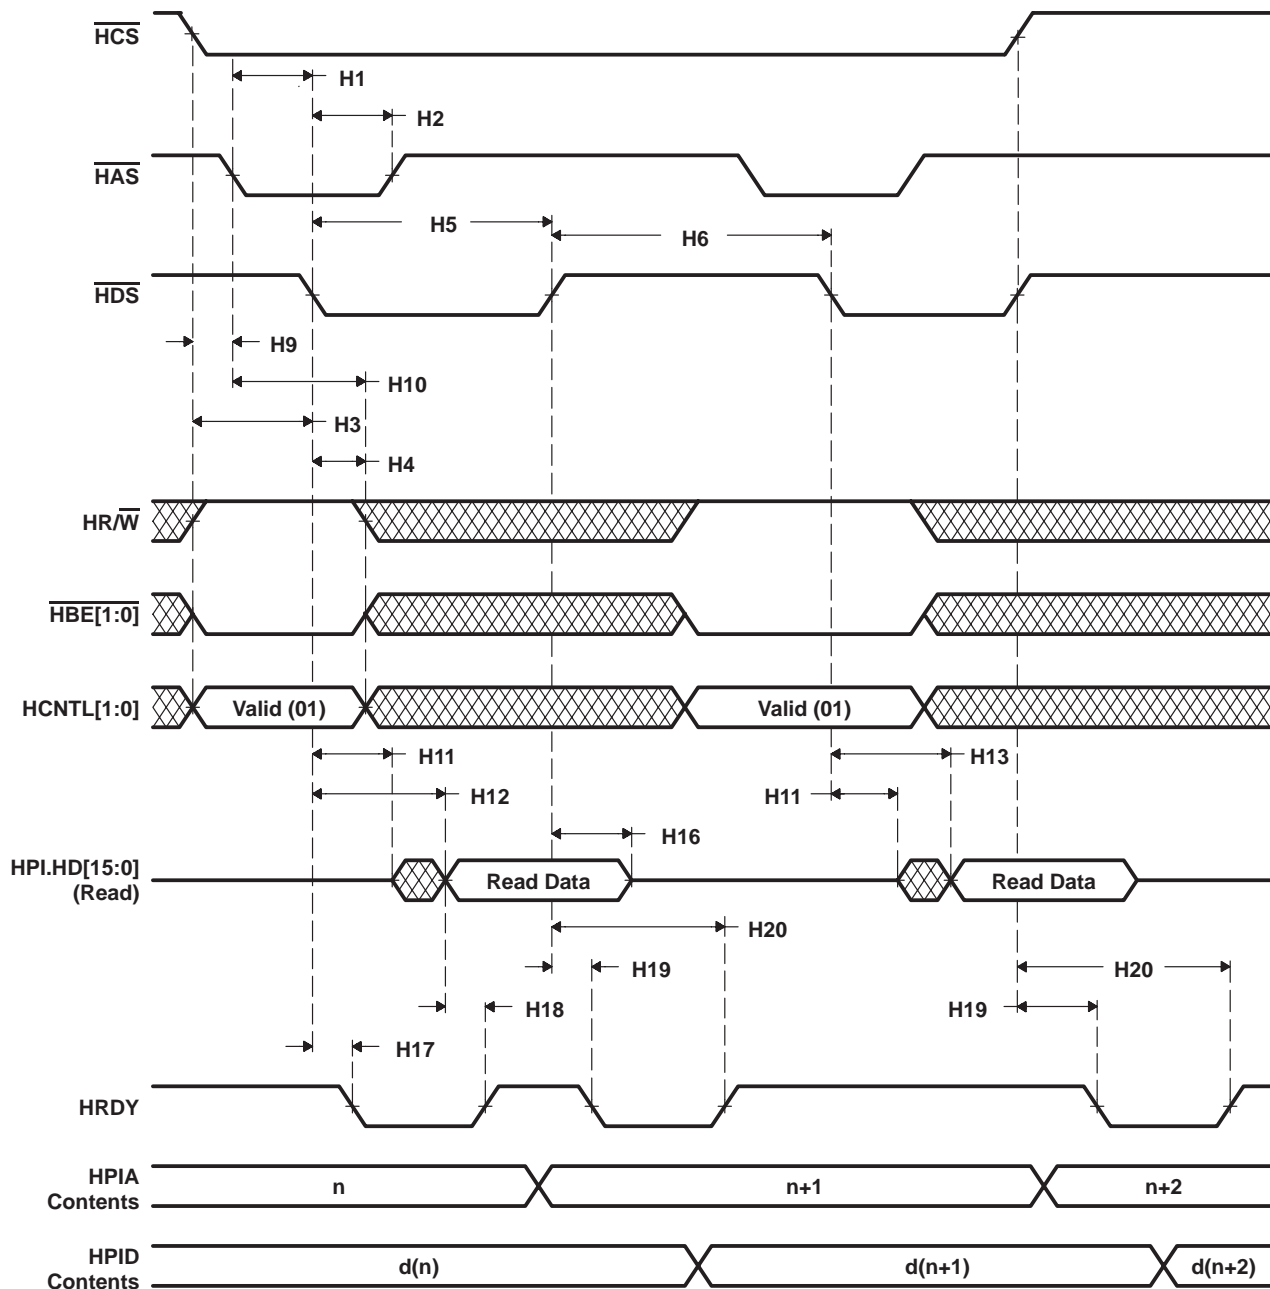 HCS
H1
H2
HAS
H5
H6
HDS
H9
H10
H3
H4
HR/W
HBE[1:0]
HCNTL[1:0]
Valid (01)
Valid (01)
H11
H13
H12
H11
H16
HPI.HD[15:0]
(Read)
Read Data
Read Data
H20
H19
H20
H18
H19
H17
HRDY
HPIA
Contents
n
n+1
n+2
HPID
Contents
d(n)
d(n+1)
d(n+2)